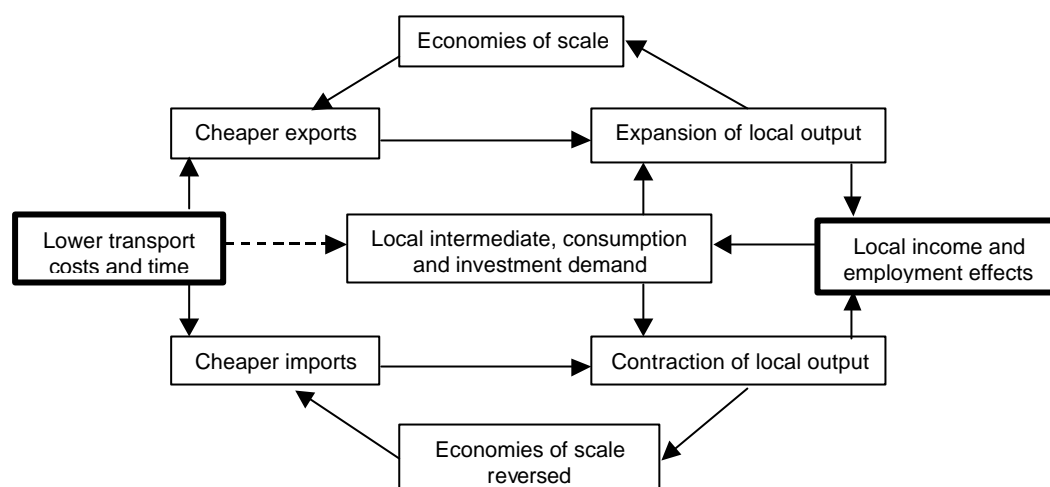 Economies of scale
Cheaper exports
Expansion of local output
Lower transport
costs and time
Local intermediate, consumption
and investment demand
Local income and
employment effects
Cheaper imports
Contraction of local output
Economies of scale
reversed